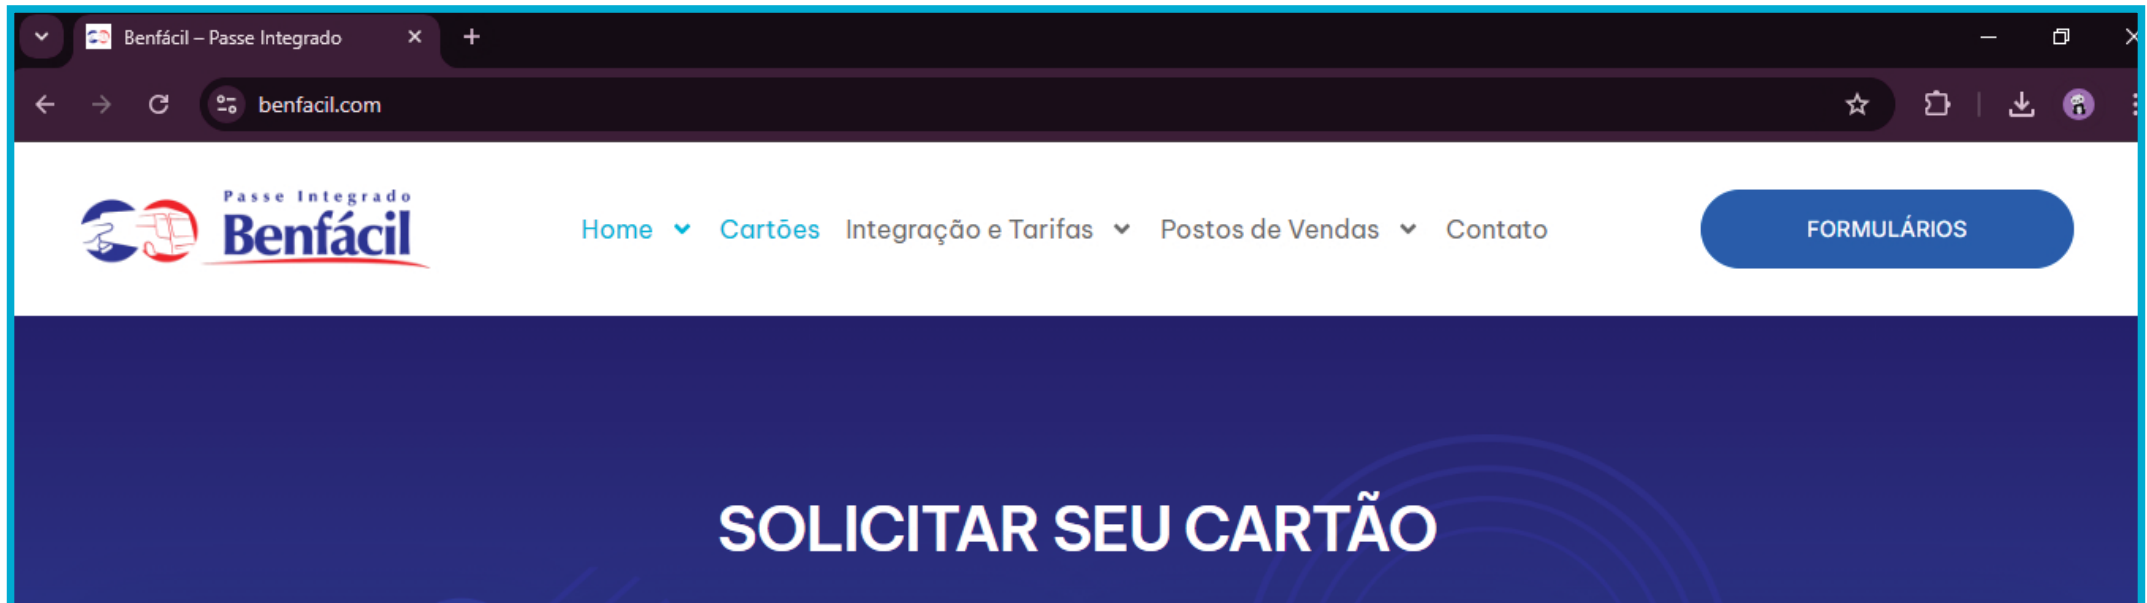 Benfácil – Passe Integrado
benfacil.com
Passe Integrado
Benfácil
Home Cartões Integração e Tarifas Postos de Vendas Contato
FORMULÁRIOS
SOLICITAR SEU CARTÃO